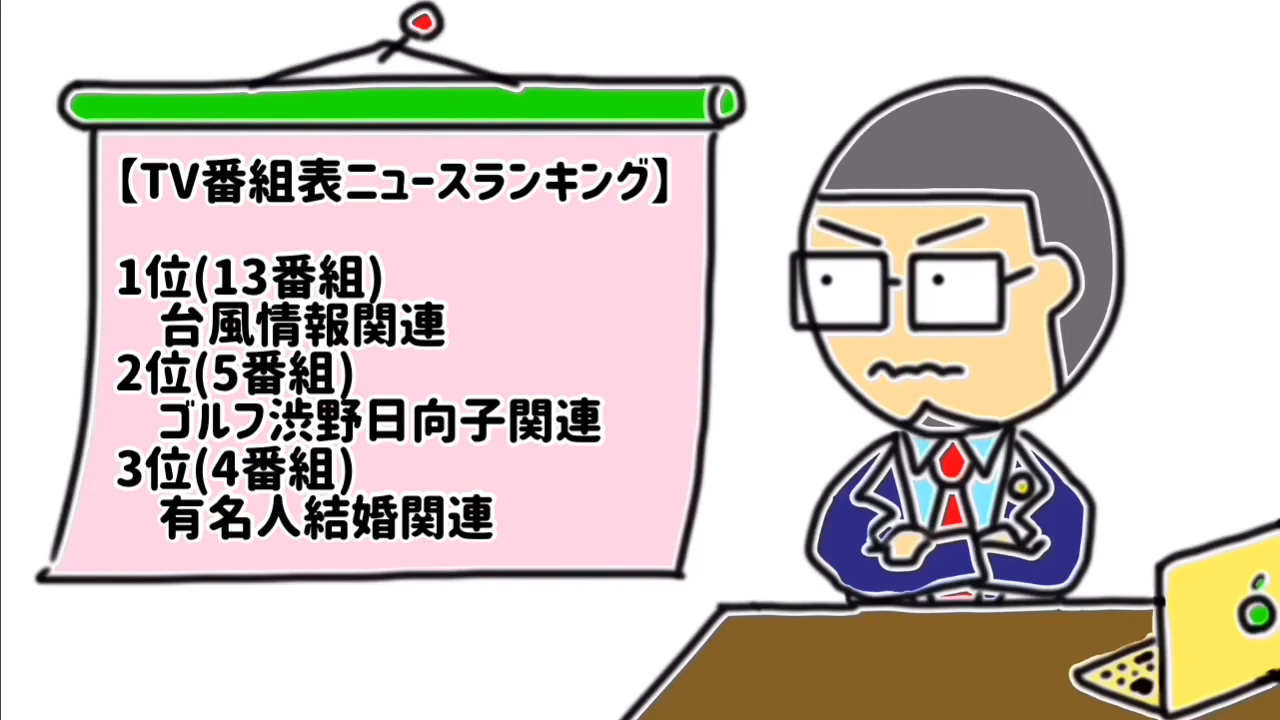 【TV番組表ニュースランキング】
1位(13番組)
台風情報関連
2位(5番組)
ゴルフ渋野日向子関連
3位(4番組)
有名人結婚関連